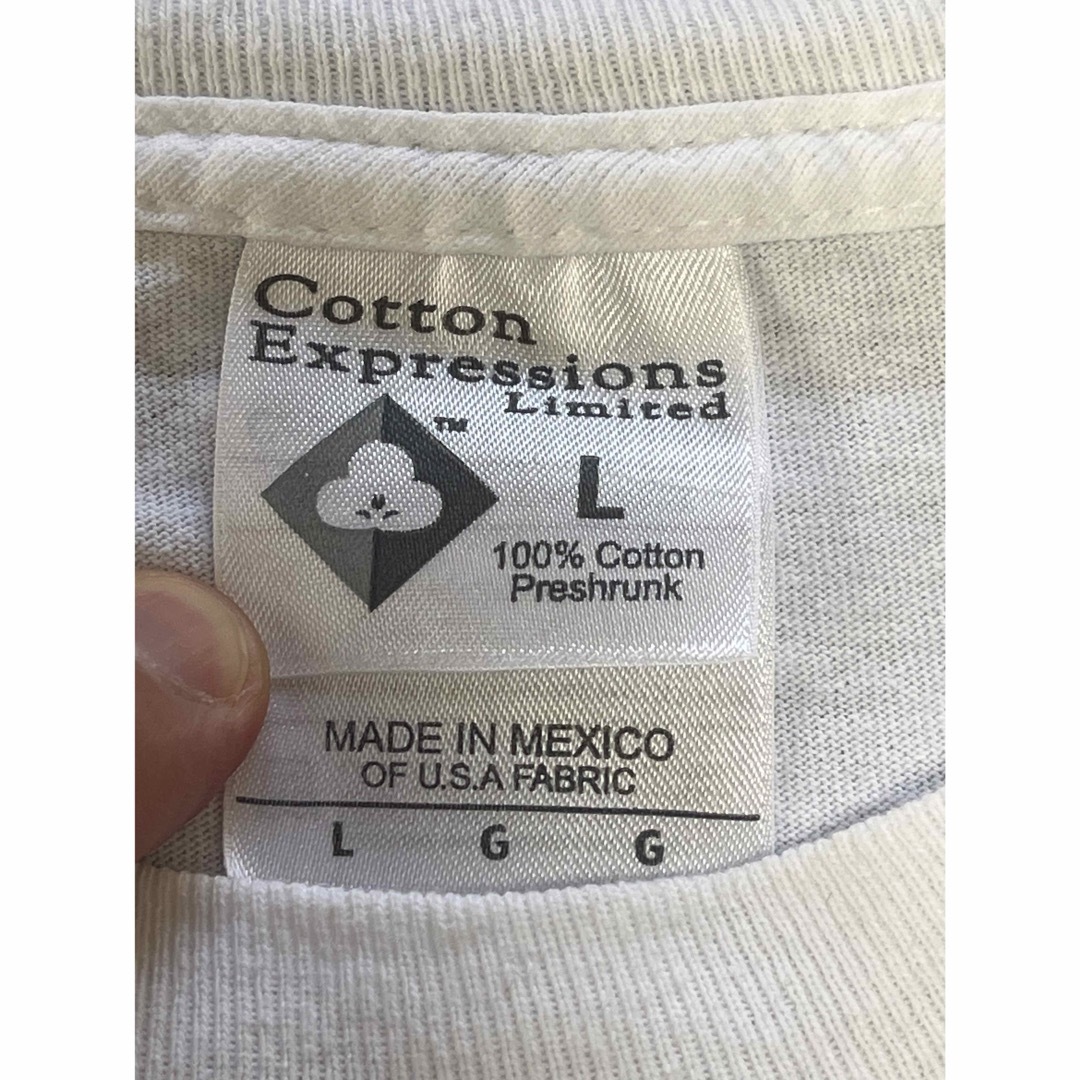 Cotton
Expressions
Limited
TM
L
100% Cotton
Preshrunk
MADE IN MEXICO
OF U.S.A FABRIC
L G G